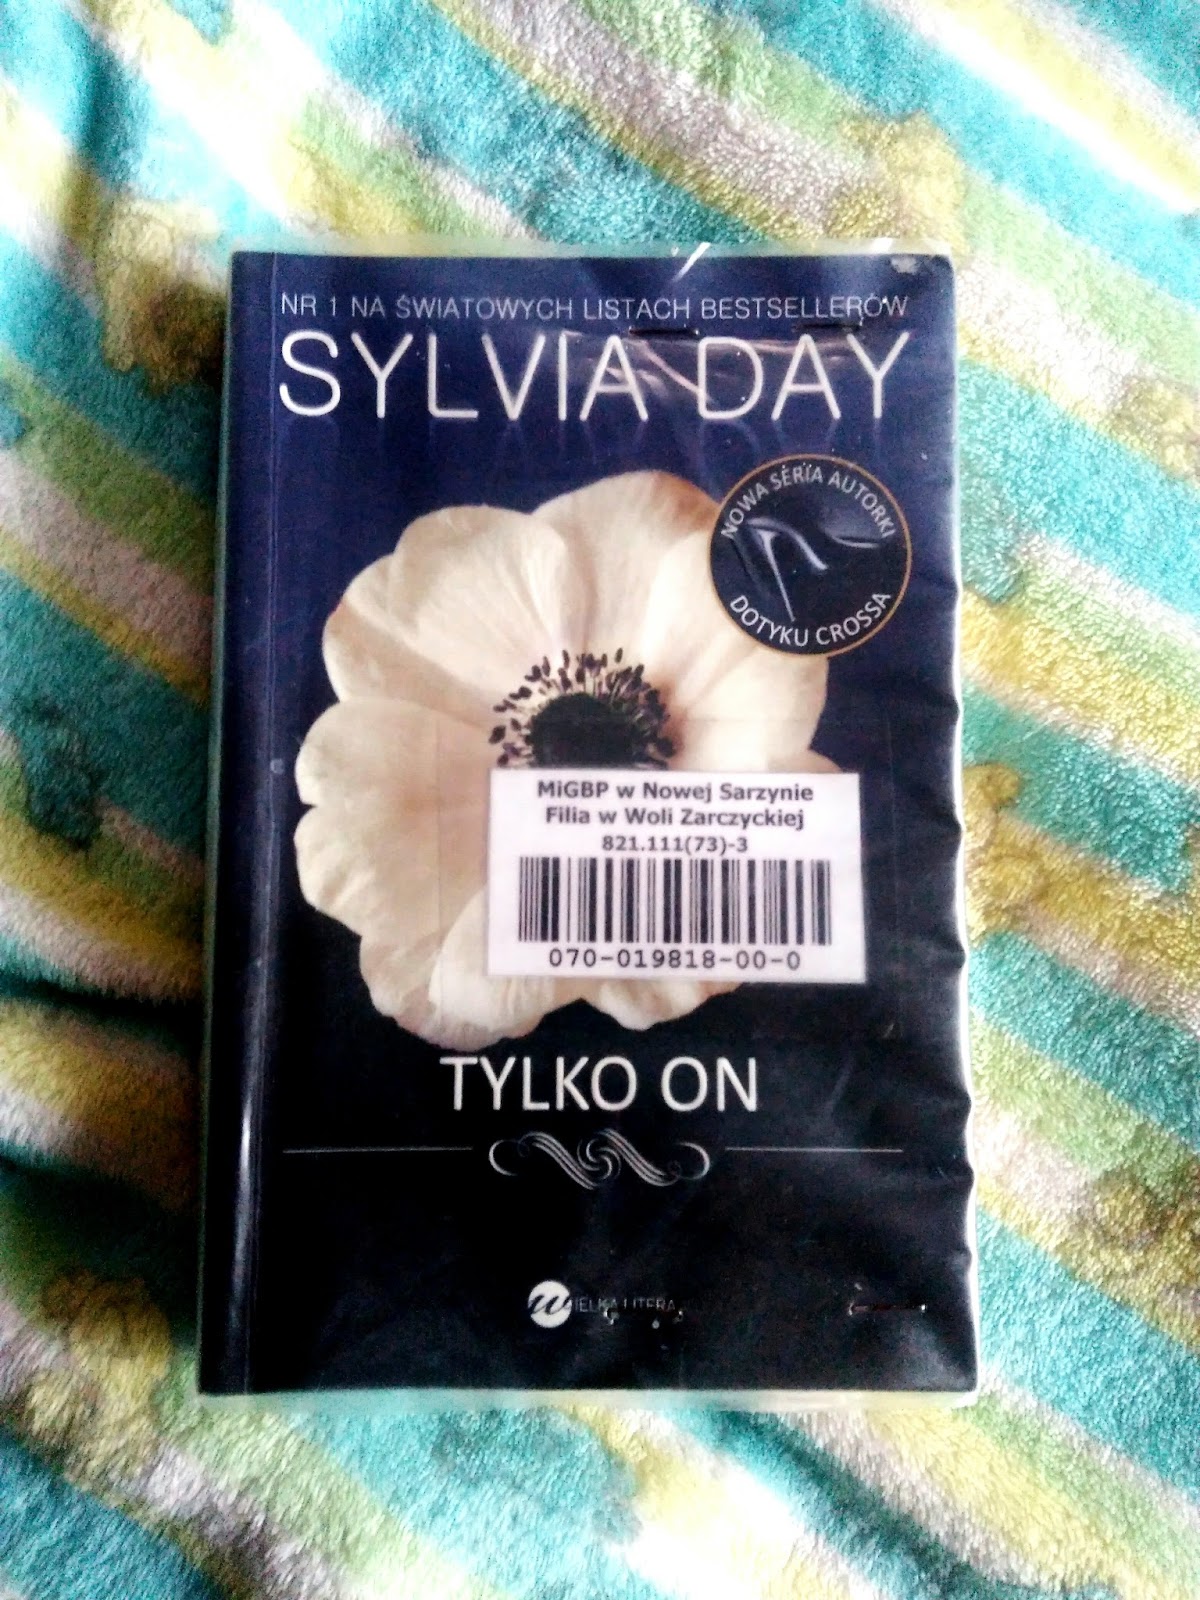 NR 1 NA ŚWIATOWYCH LISTACH BESTSELLERÓW
SYLVIA DAY
NOWA SERIA AUTORKI
DOTYKU CROSSA
MiGBP w Nowej Sarzynie
Filia w Woli Zarczyckiej
821.111(73)-3
070-019818-00-0
TYLKO ON